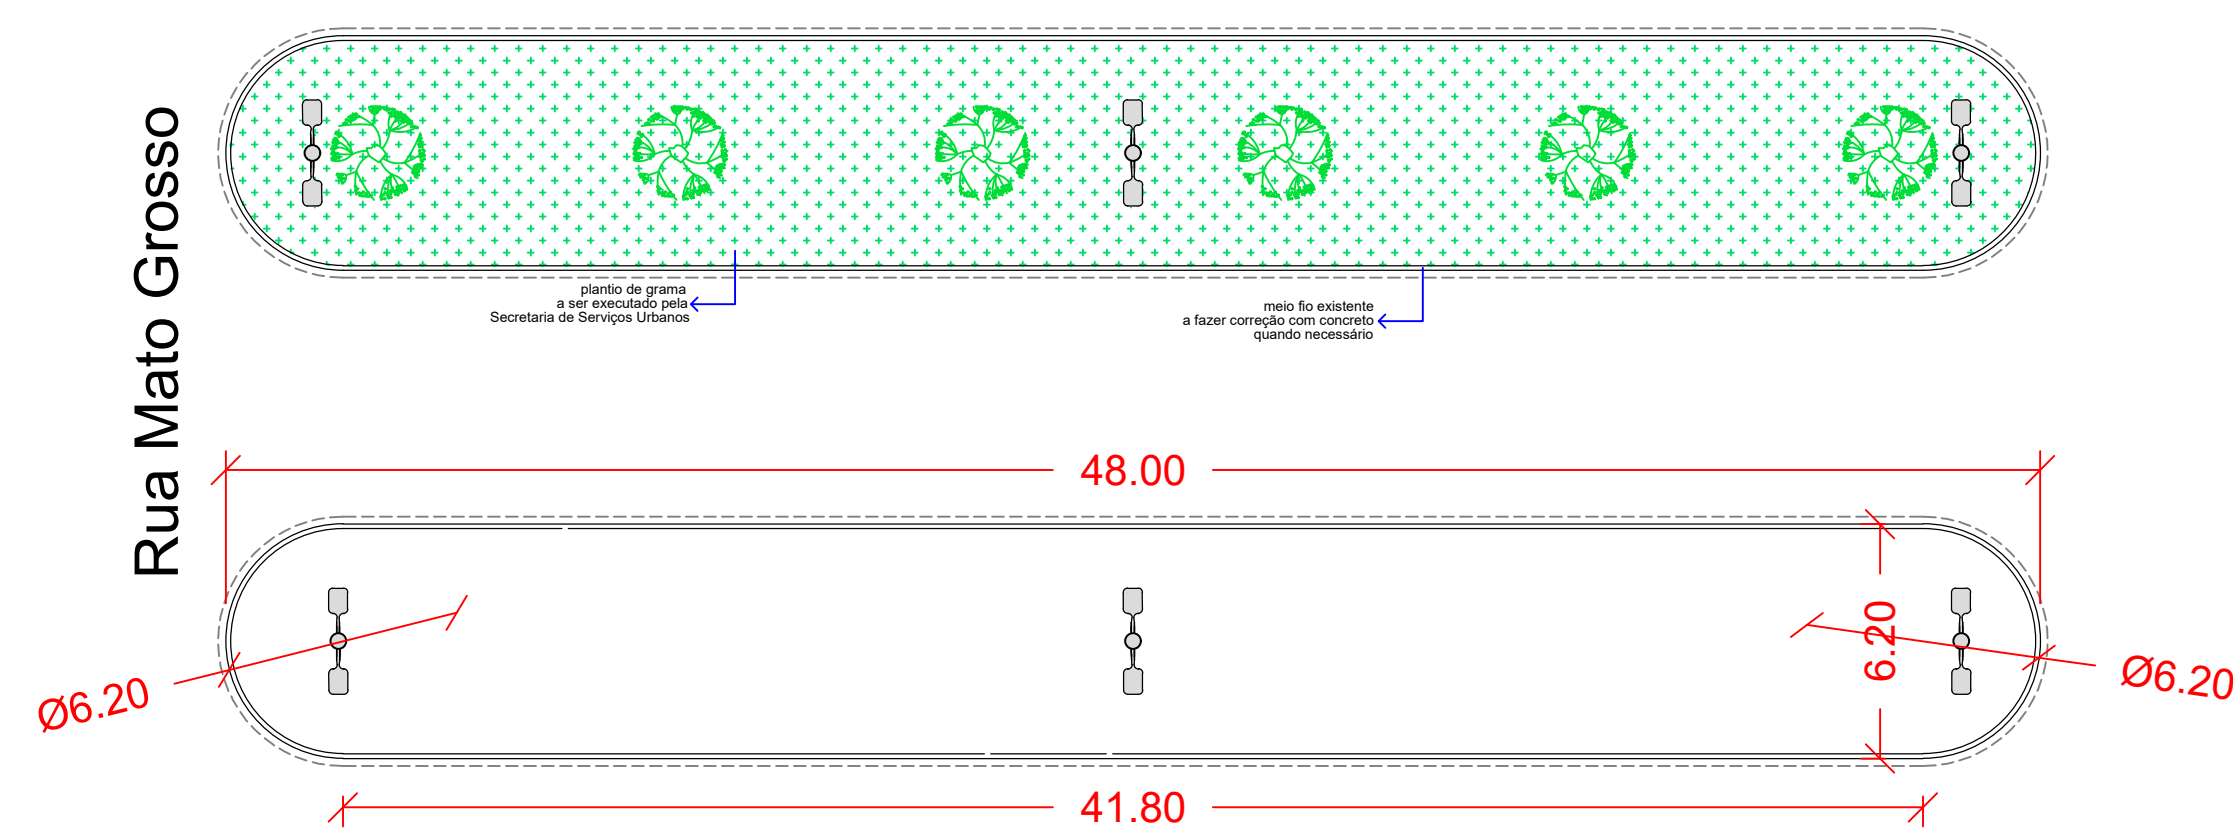 Rua Mato Grosso
plantio de grama
a ser executado pela
Secretaria de Serviços Urbanos
meio fio existente
a fazer correção com concreto
quando necessário
48.00
6.20
Ø6.20
Ø6.20
41.80